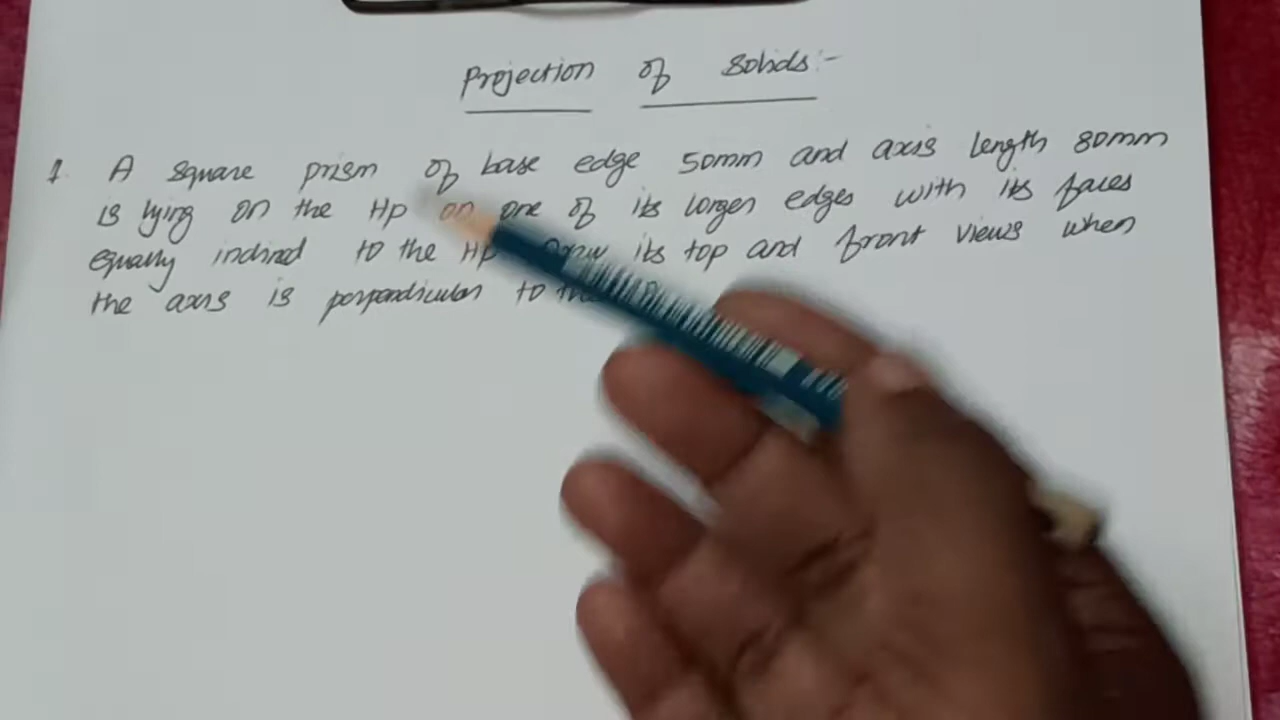 Projection of Solids:-
1. A square prism of base edge 50mm and axis length 80mm
is lying on the Hp on one of its longer edges with its faces
equally inclined to the Hp its top and front views when
the axis is perpendicular to the